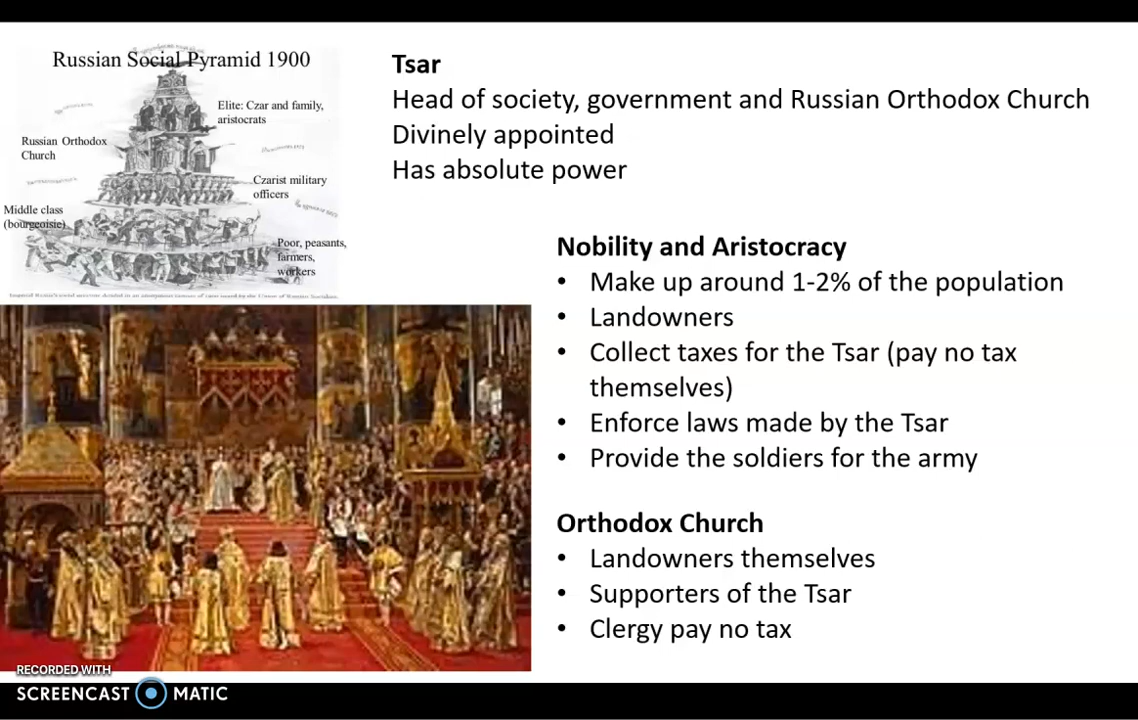 Russian Social Pyramid 1900
Elite: Czar and family,
aristocrats
Russian Orthodox
Church
Czarist military
officers
Middle class
(bourgeoisie)
Poor, peasants,
farmers,
workers
Tsar
Head of society, government and Russian Orthodox Church
Divinely appointed
Has absolute power
Nobility and Aristocracy
• Make up around 1-2% of the population
• Landowners
• Collect taxes for the Tsar (pay no tax
themselves)
• Enforce laws made by the Tsar
• Provide the soldiers for the army
Orthodox Church
• Landowners themselves
• Supporters of the Tsar
• Clergy pay no tax
RECORDED WITH
SCREENCAST MATIC